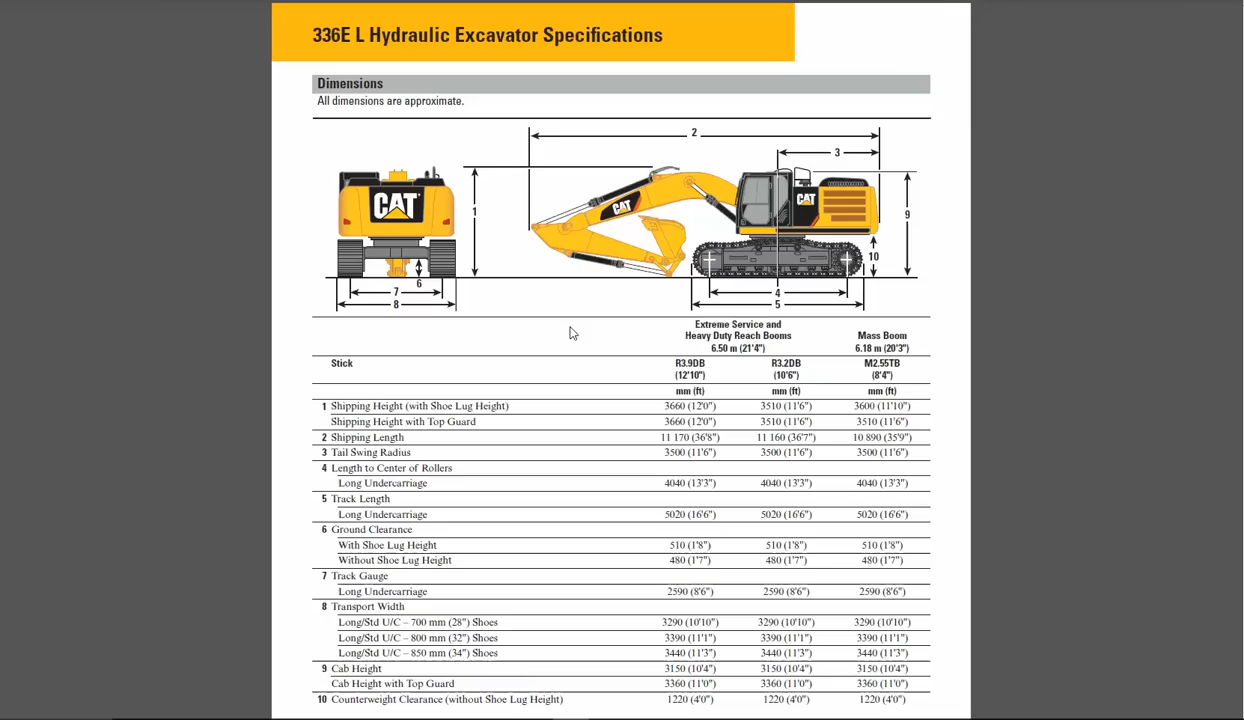 336E L Hydraulic Excavator Specifications
Dimensions
All dimensions are approximate.
2
3
1
CAT
CAT
CAT
9
10
6
7
4
8
5
Extreme Service and
Heavy Duty Reach Booms
6.50 m (21'4")
Mass Boom
6.18 m (20'3")
Stick R3.9DB (12'10") R3.2DB (10'6") M2.55TB (8'4")
mm (ft) mm (ft) mm (ft)
1 Shipping Height (with Shoe Lug Height) 3660 (12'0") 3510 (11'6") 3600 (11'10")
Shipping Height with Top Guard 3660 (12'0") 3510 (11'6") 3510 (11'6")
2 Shipping Length 11 170 (36'8") 11 160 (36'7") 10 890 (35'9")
3 Tail Swing Radius 3500 (11'6") 3500 (11'6") 3500 (11'6")
4 Length to Center of Rollers
Long Undercarriage 4040 (13'3") 4040 (13'3") 4040 (13'3")
5 Track Length
Long Undercarriage 5020 (16'6") 5020 (16'6") 5020 (16'6")
6 Ground Clearance
With Shoe Lug Height 510 (1'8") 510 (1'8") 510 (1'8")
Without Shoe Lug Height 480 (1'7") 480 (1'7") 480 (1'7")
7 Track Gauge
Long Undercarriage 2590 (8'6") 2590 (8'6") 2590 (8'6")
8 Transport Width
Long/Std U/C – 700 mm (28") Shoes 3290 (10'10") 3290 (10'10") 3290 (10'10")
Long/Std U/C – 800 mm (32") Shoes 3390 (11'1") 3390 (11'1") 3390 (11'1")
Long/Std U/C – 850 mm (34") Shoes 3440 (11'3") 3440 (11'3") 3440 (11'3")
9 Cab Height 3150 (10'4") 3150 (10'4") 3150 (10'4")
Cab Height with Top Guard 3360 (11'0") 3360 (11'0") 3360 (11'0")
10 Counterweight Clearance (without Shoe Lug Height) 1220 (4'0") 1220 (4'0") 1220 (4'0")